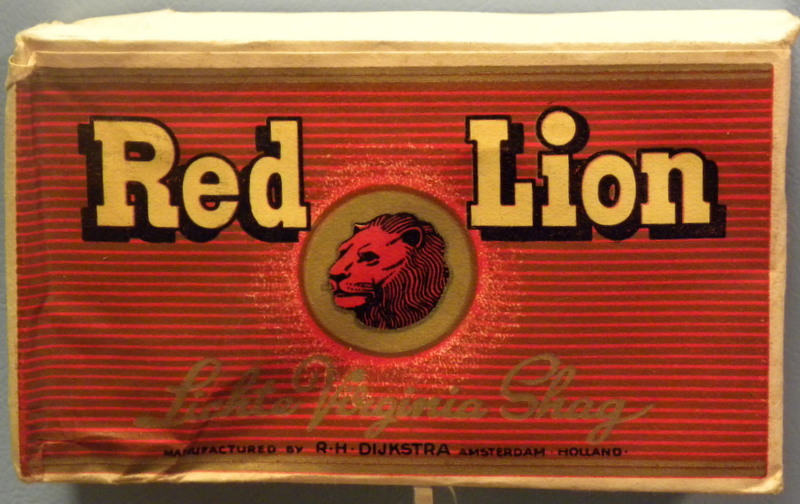 Red Lion
Lichte Virginia Shag
MANUFACTURED BY R·H·DIJKSTRA AMSTERDAM · HOLLAND·